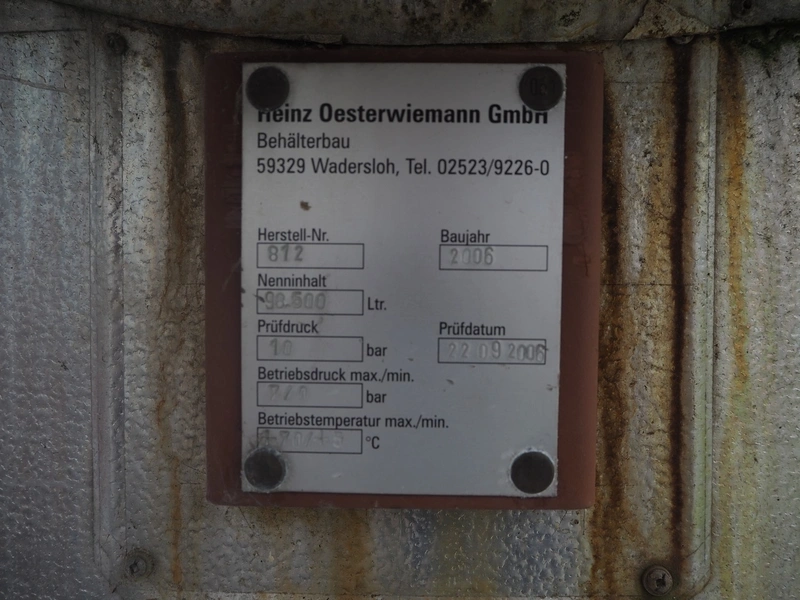 Heinz Oesterwiemann GmbH
Behälterbau
59329 Wadersloh, Tel. 02523/9226-0
Herstell-Nr. Baujahr
812 2006
Nenninhalt
Ltr.
Prüfdruck Prüfdatum
10 bar 22 09 2006
Betriebsdruck max./min.
bar
Betriebstemperatur max./min.
°C